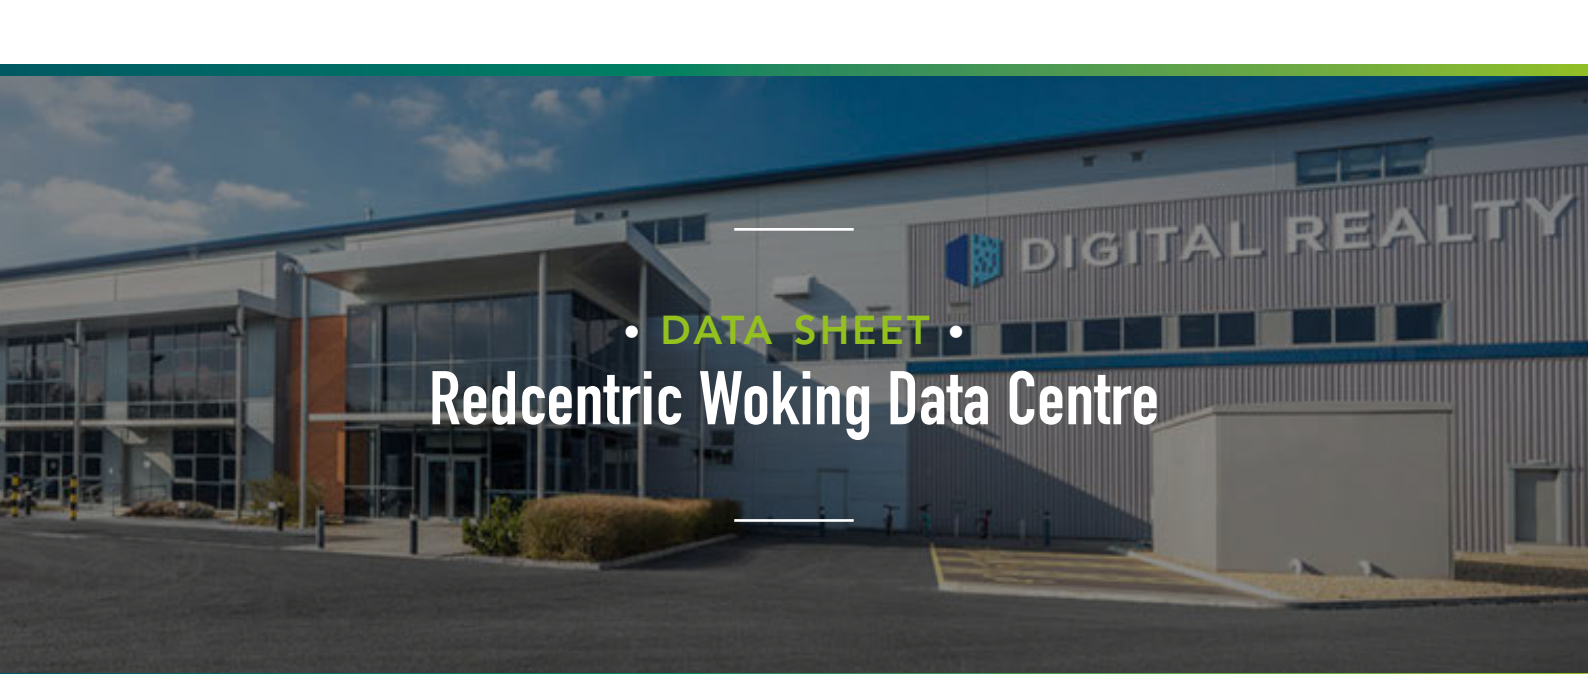 DIGITAL REALTY
• DATA SHEET •
Redcentric Woking Data Centre